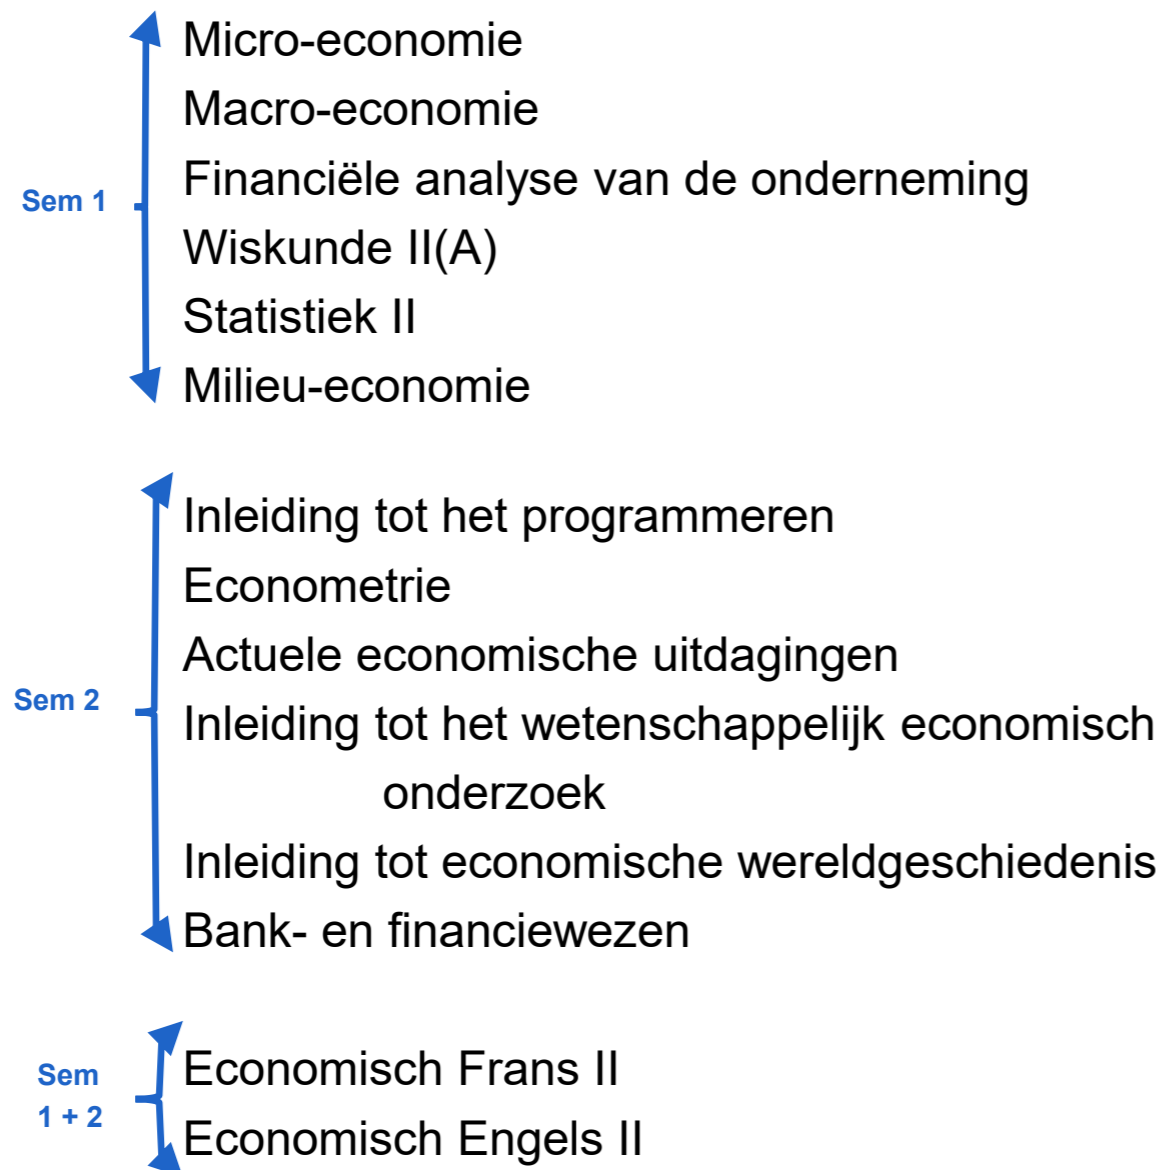 Micro-economie
Macro-economie
Financiële analyse van de onderneming
Sem 1
Wiskunde II(A)
Statistiek II
Milieu-economie
Inleiding tot het programmeren
Econometrie
Actuele economische uitdagingen
Sem 2
Inleiding tot het wetenschappelijk economisch
onderzoek
Inleiding tot economische wereldgeschiedenis
Bank- en financiewezen
Sem
1 + 2
Economisch Frans II
Economisch Engels II